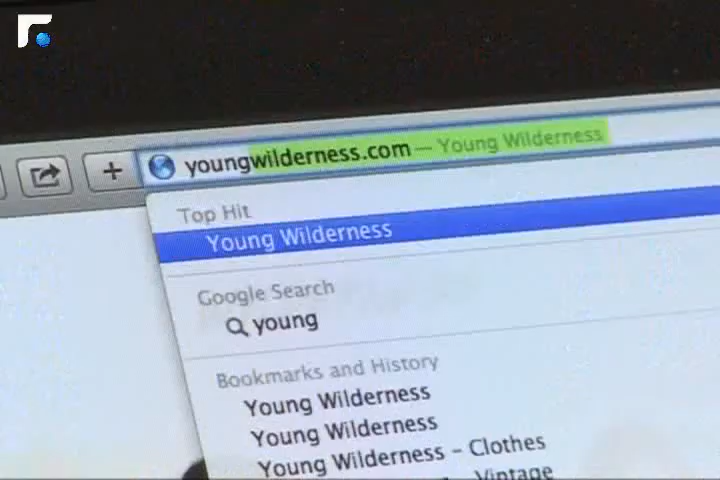 youngwilderness.com — Young Wilderness
Top Hit
Young Wilderness
Google Search
young
Bookmarks and History
Young Wilderness
Young Wilderness
Young Wilderness – Clothes
Vintage